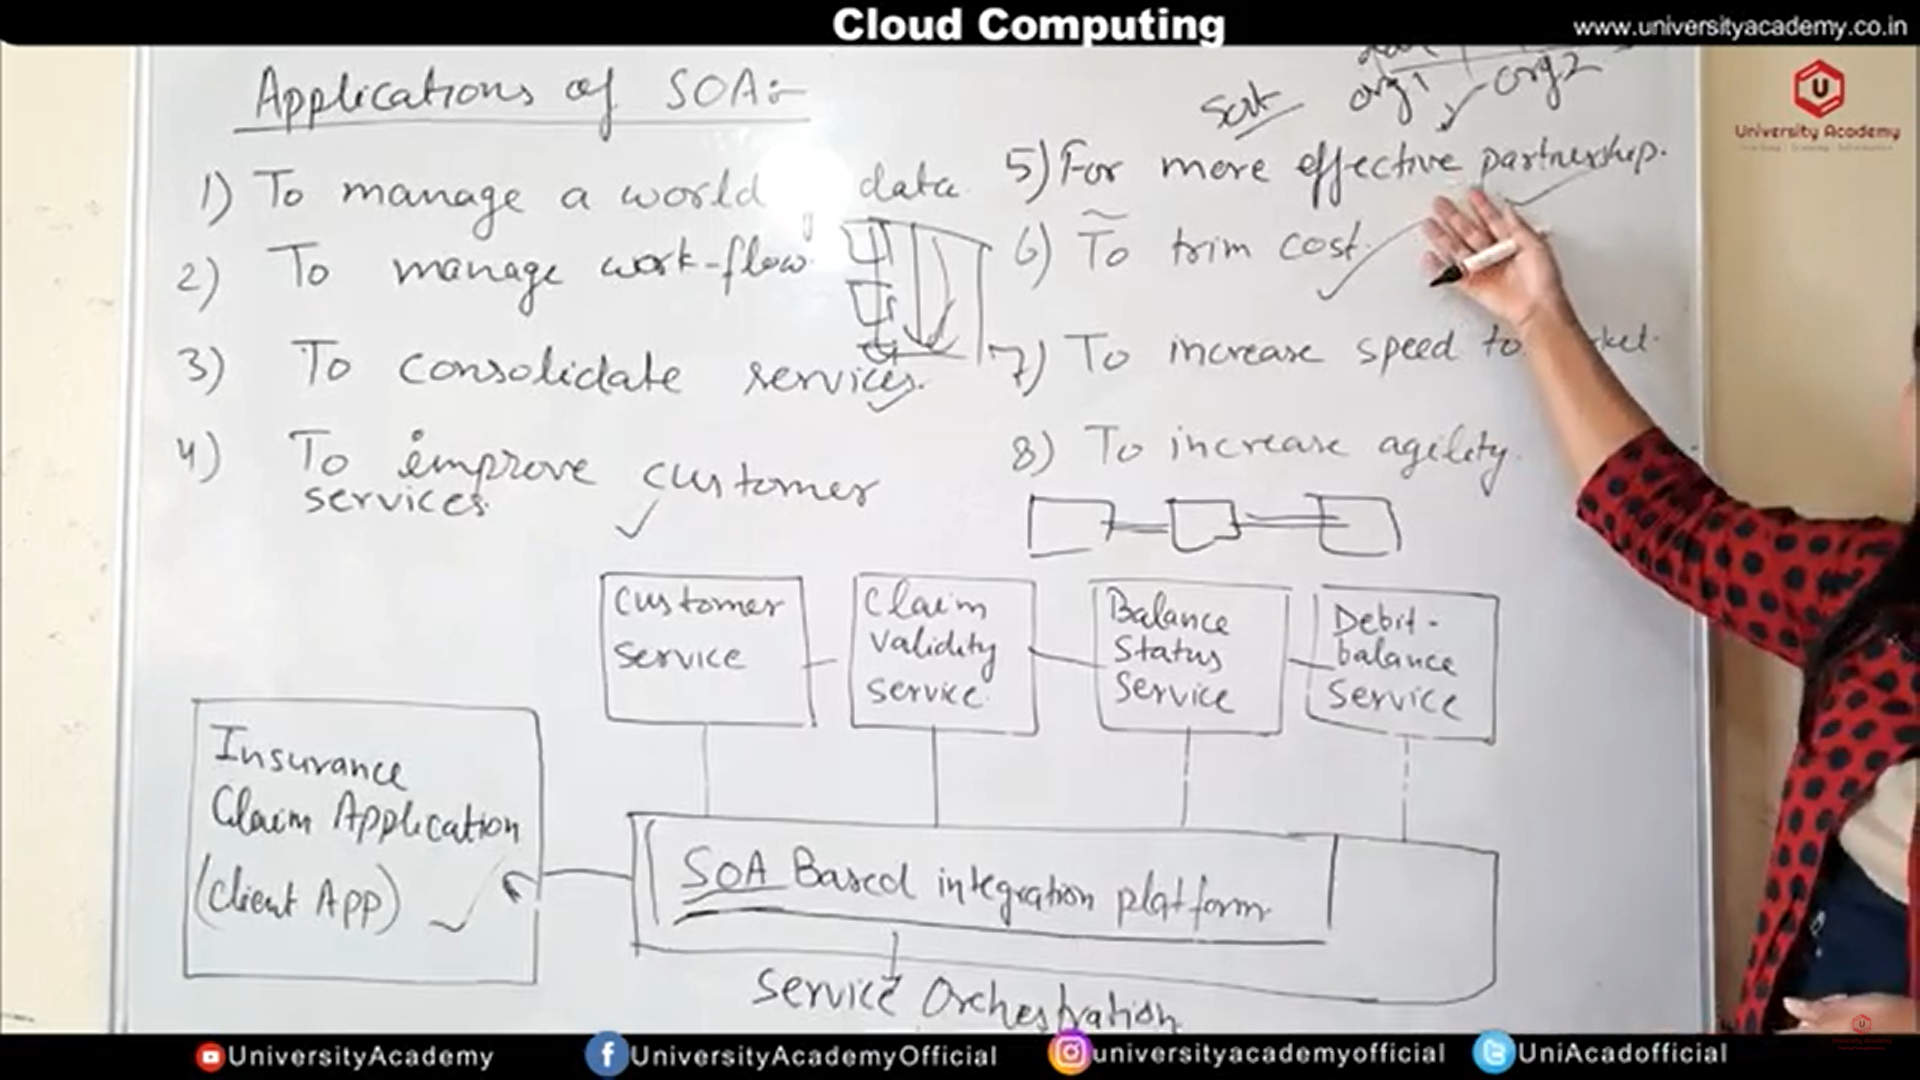 Cloud Computing
www.universityacademy.co.in
University Academy
Applications of SOA:-
1) To manage a world data
2) To manage work-flow
3) To consolidate services.
4) To improve customer
services.
org1
org2
5) For more effective partnership.
6) To trim cost.
7) To increase speed to
8) To increase agility.
Customer
Service
Claim
Validity
Service.
Balance
Status
Service
Debit-
balance
Service
Insurance
Claim Application
(Client App)
SOA Based integration platform
Service Orchestration
UniversityAcademy
UniversityAcademyOfficial
universityacademyofficial
UniAcadofficial